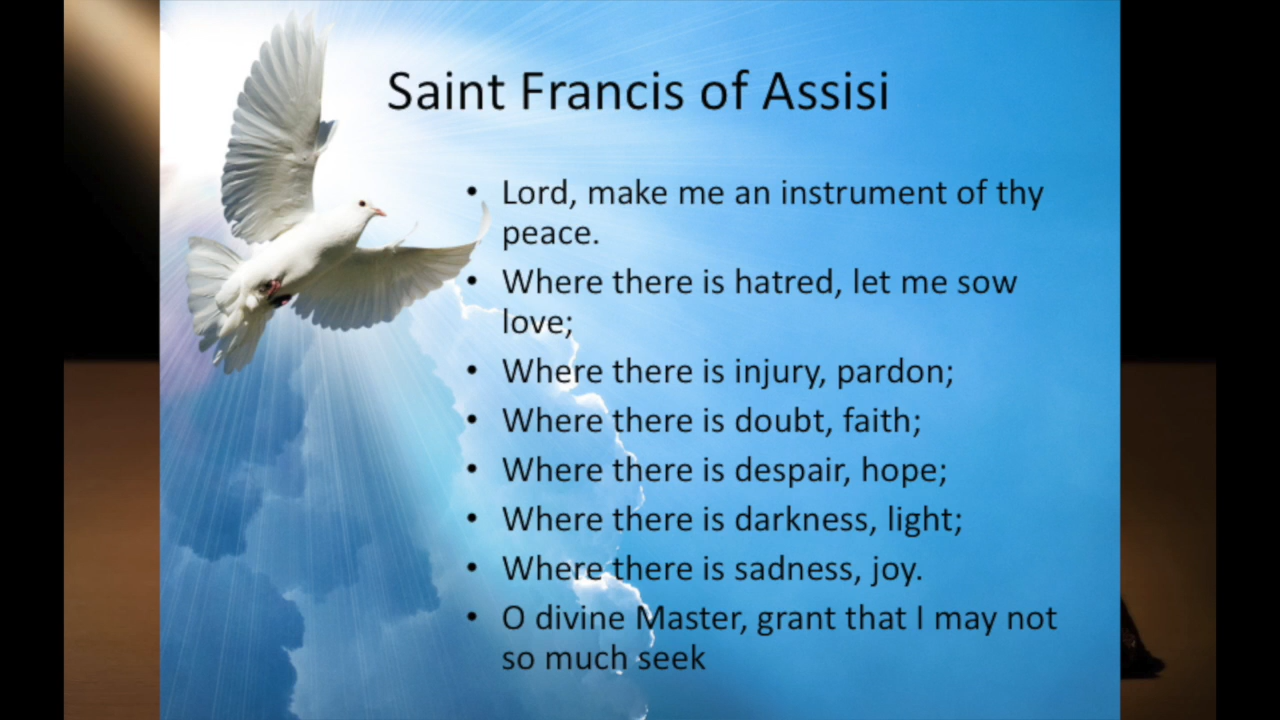 Saint Francis of Assisi
• Lord, make me an instrument of thy
peace.
• Where there is hatred, let me sow
love;
• Where there is injury, pardon;
• Where there is doubt, faith;
• Where there is despair, hope;
• Where there is darkness, light;
• Where there is sadness, joy.
• O divine Master, grant that I may not
so much seek